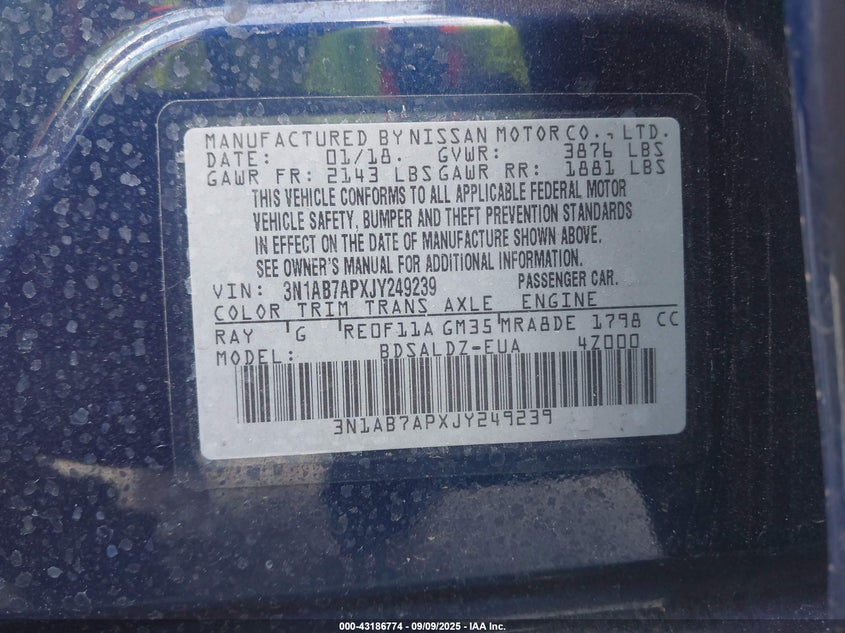 MANUFACTURED BY NISSAN MOTOR CO., LTD.
DATE: 01/18. GVWR: 3876 LBS
GAWR FR: 2143 LBS GAWR RR: 1881 LBS
THIS VEHICLE CONFORMS TO ALL APPLICABLE FEDERAL MOTOR
VEHICLE SAFETY, BUMPER AND THEFT PREVENTION STANDARDS
IN EFFECT ON THE DATE OF MANUFACTURE SHOWN ABOVE.
SEE OWNER'S MANUAL FOR ADDITIONAL INFORMATION.
VIN: 3N1AB7APXJY249239 PASSENGER CAR.
COLOR TRIM TRANS AXLE ENGINE
RAY G RE0F11A GM35 MRA8DE 1798 CC
MODEL: BDSALDZ-EUA 4Z000
3N1AB7APXJY249239
000-43186774 - 09/09/2025 - IAA Inc.